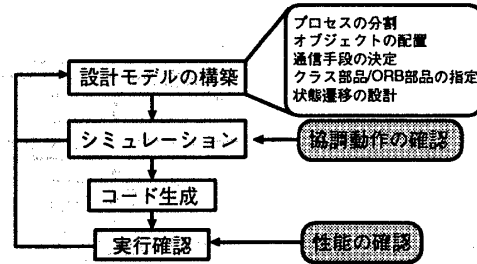 プロセスの分割
オブジェクトの配置
通信手段の決定
クラス部品/ORB部品の指定
状態遷移の設計
設計モデルの構築
シミュレーション
協調動作の確認
コード生成
実行確認
性能の確認